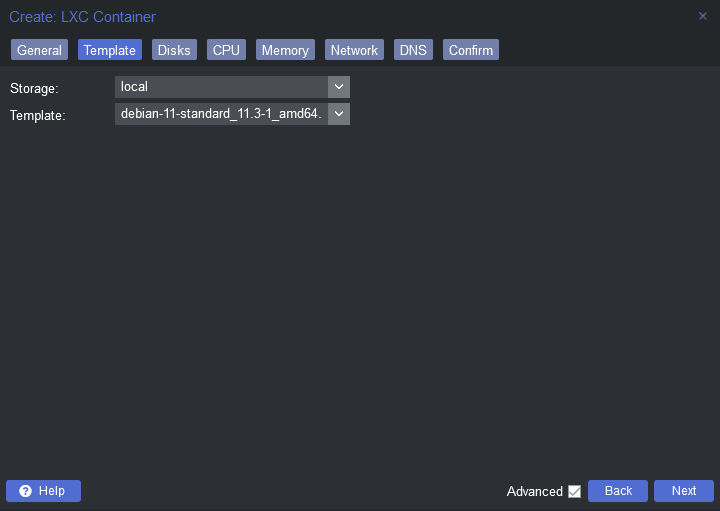 Create: LXC Container
General Template Disks CPU Memory Network DNS Confirm
Storage: local
Template: debian-11-standard_11.3-1_amd64.
Help Advanced Back Next